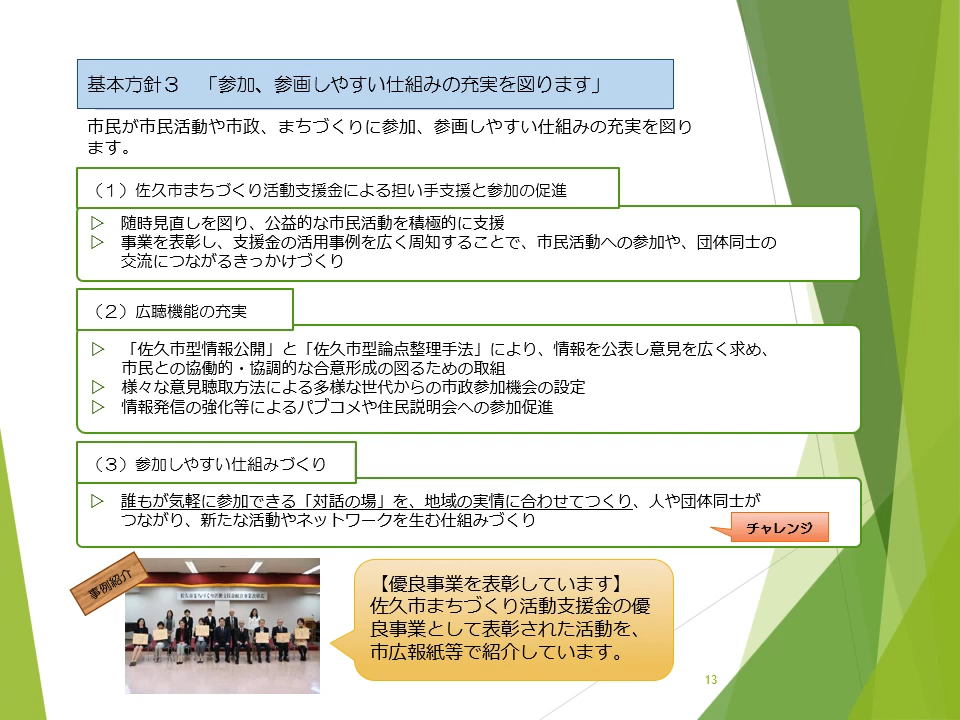 基本方針３　「参加、参画しやすい仕組みの充実を図ります」
市民が市民活動や市政、まちづくりに参加、参画しやすい仕組みの充実を図り
ます。
（１）佐久市まちづくり活動支援金による担い手支援と参加の促進
▷ 随時見直しを図り、公益的な市民活動を積極的に支援
▷ 事業を表彰し、支援金の活用事例を広く周知することで、市民活動への参加や、団体同士の
交流につながるきっかけづくり
（２）広聴機能の充実
▷ 「佐久市型情報公開」と「佐久市型論点整理手法」により、情報を公表し意見を広く求め、
市民との協働的・協調的な合意形成の図るための取組
▷ 様々な意見聴取方法による多様な世代からの市政参加機会の設定
▷ 情報発信の強化等によるパブコメや住民説明会への参加促進
（３）参加しやすい仕組みづくり
▷ 誰もが気軽に参加できる「対話の場」を、地域の実情に合わせてつくり、人や団体同士が
つながり、新たな活動やネットワークを生む仕組みづくり
チャレンジ
事例紹介
佐久市まちづくり活動支援金優良事業表彰式
【優良事業を表彰しています】
佐久市まちづくり活動支援金の優
良事業として表彰された活動を、
市広報紙等で紹介しています。
13